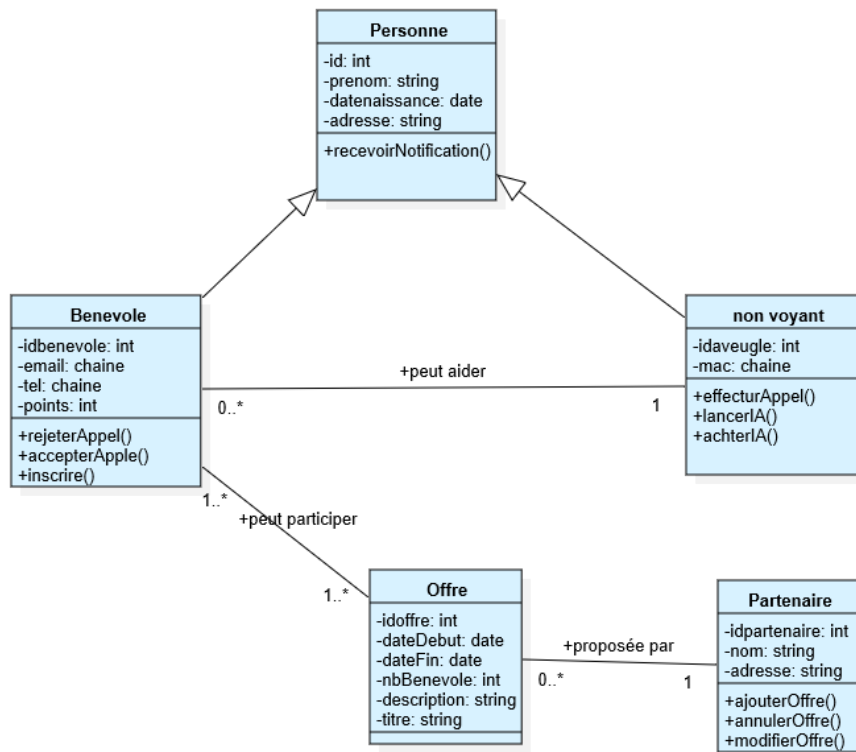 Personne
-id: int
-prenom: string
-datenaissance: date
-adresse: string
+recevoirNotification()
Benevole
-idbenevole: int
-email: chaine
-tel: chaine
-points: int
+rejeterAppel()
+accepterApple()
+inscrire()
+peut aider
0..*
1
non voyant
-idaveugle: int
-mac: chaine
+effecturAppel()
+lancerIA()
+achterIA()
1..*
+peut participer
1..*
Offre
-idoffre: int
-dateDebut: date
-dateFin: date
-nbBenevole: int
-description: string
-titre: string
+proposée par
0..*
1
Partenaire
-idpartenaire: int
-nom: string
-adresse: string
+ajouterOffre()
+annulerOffre()
+modifierOffre()